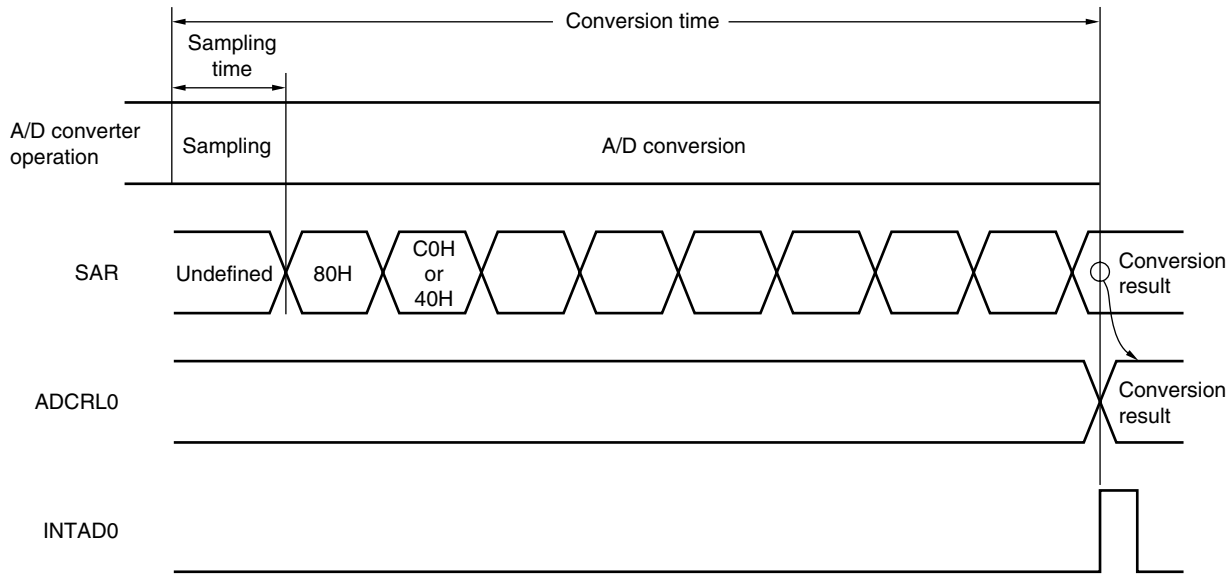 Conversion time
Sampling
time
A/D converter
operation
Sampling
A/D conversion
SAR
Undefined
80H
C0H
or
40H
Conversion
result
ADCRL0
Conversion
result
INTAD0